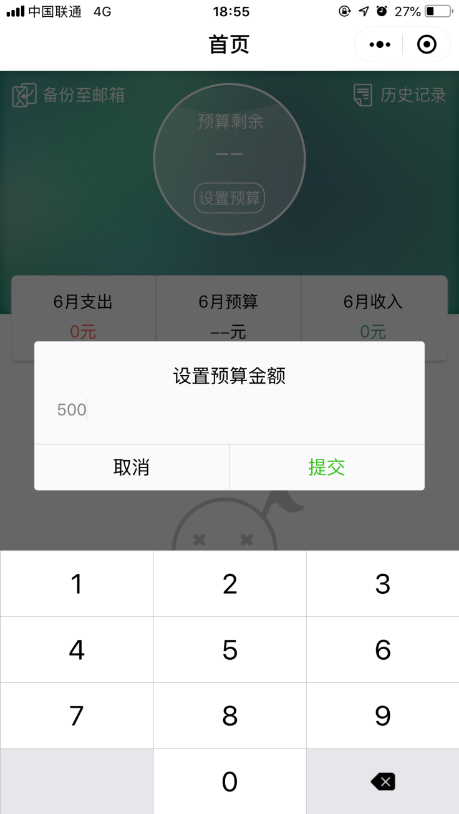 中国联通 4G 18:55 27%
首页
备份至邮箱 历史记录
预算剩余
--
设置预算
6月支出 6月预算 6月收入
0元 --元 0元
设置预算金额
500
取消 提交
1 2 3
4 5 6
7 8 9
0